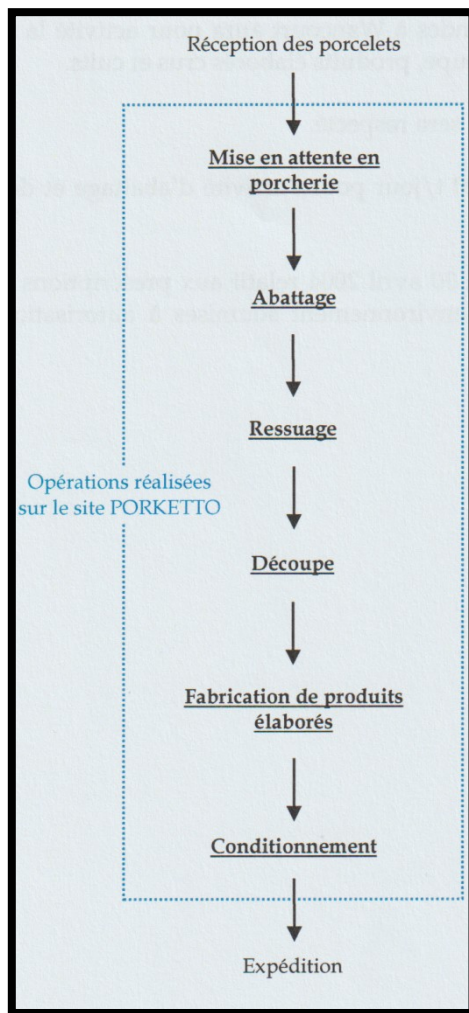 Réception des porcelets
Mise en attente en
porcherie
Abattage
Ressuage
Opérations réalisées
sur le site PORKETTO
Découpe
Fabrication de produits
élaborés
Conditionnement
Expédition